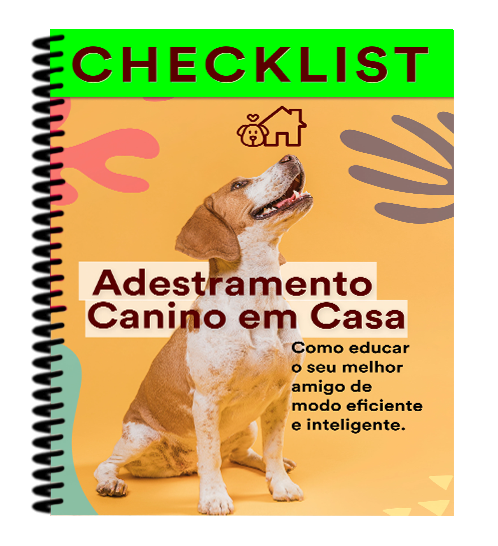 CHECKLIST
Adestramento
Canino em Casa
Como educar
o seu melhor
amigo de
modo eficiente
e inteligente.